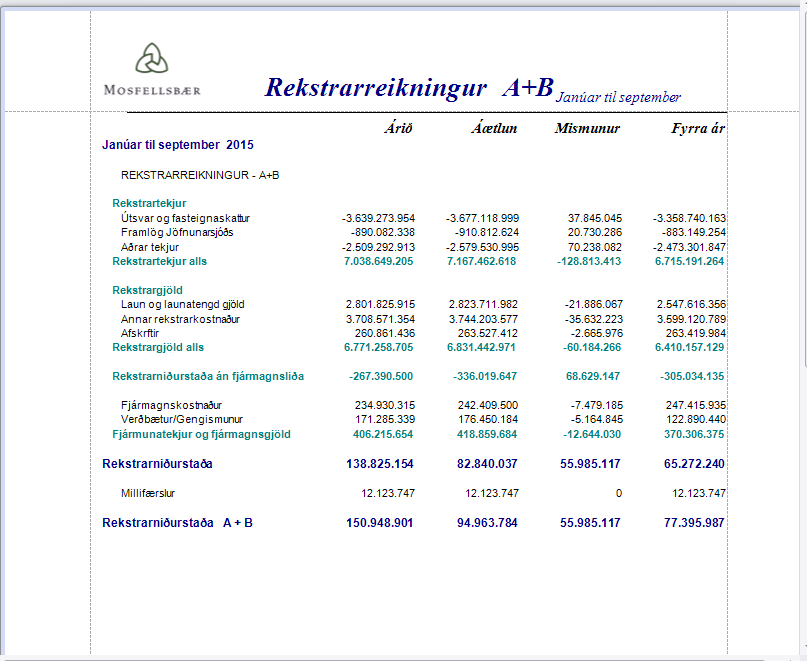 MOSFELLSBÆR
Rekstrarreikningur A+B Janúar til september
Árið Áætlun Mismunur Fyrra ár
Janúar til september 2015
REKSTRARREIKNINGUR - A+B
Rekstrartekjur
Útsvar og fasteignaskattur -3.639.273.954 -3.677.118.999 37.845.045 -3.358.740.163
Framlög Jöfnunarsjóðs -890.082.338 -910.812.624 20.730.286 -883.149.254
Aðrar tekjur -2.509.292.913 -2.579.530.995 70.238.082 -2.473.301.847
Rekstrartekjur alls 7.038.649.205 7.167.462.618 -128.813.413 6.715.191.264
Rekstrargjöld
Laun og launatengd gjöld 2.801.825.915 2.823.711.982 -21.886.067 2.547.616.356
Annar rekstrarkostnaður 3.708.571.354 3.744.203.577 -35.632.223 3.599.120.789
Afskrftir 260.861.436 263.527.412 -2.665.976 263.419.984
Rekstrargjöld alls 6.771.258.705 6.831.442.971 -60.184.266 6.410.157.129
Rekstrarniðurstaða án fjármagnsliða -267.390.500 -336.019.647 68.629.147 -305.034.135
Fjármagnskostnaður 234.930.315 242.409.500 -7.479.185 247.415.935
Verðbætur/Gengismunur 171.285.339 176.450.184 -5.164.845 122.890.440
Fjármunatekjur og fjármagnsgjöld 406.215.654 418.859.684 -12.644.030 370.306.375
Rekstrarniðurstaða 138.825.154 82.840.037 55.985.117 65.272.240
Millifærslur 12.123.747 12.123.747 0 12.123.747
Rekstrarniðurstaða A + B 150.948.901 94.963.784 55.985.117 77.395.987